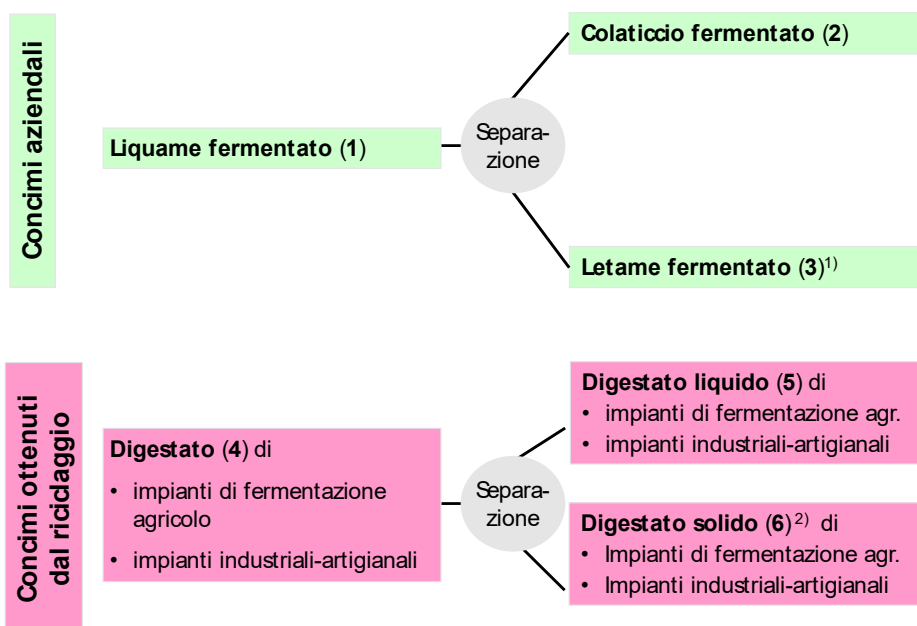 Concimi aziendali
Liquame fermentato (1)
Separa-
zione
Colaticcio fermentato (2)
Letame fermentato (3)1)
Concimi ottenuti
dal riciclaggio
Digestato (4) di
• impianti di fermentazione
agricolo
• impianti industriali-artigianali
Separa-
zione
Digestato liquido (5) di
• impianti di fermentazione agr.
• impianti industriali-artigianali
Digestato solido (6)2) di
• Impianti di fermentazione agr.
• Impianti industriali-artigianali